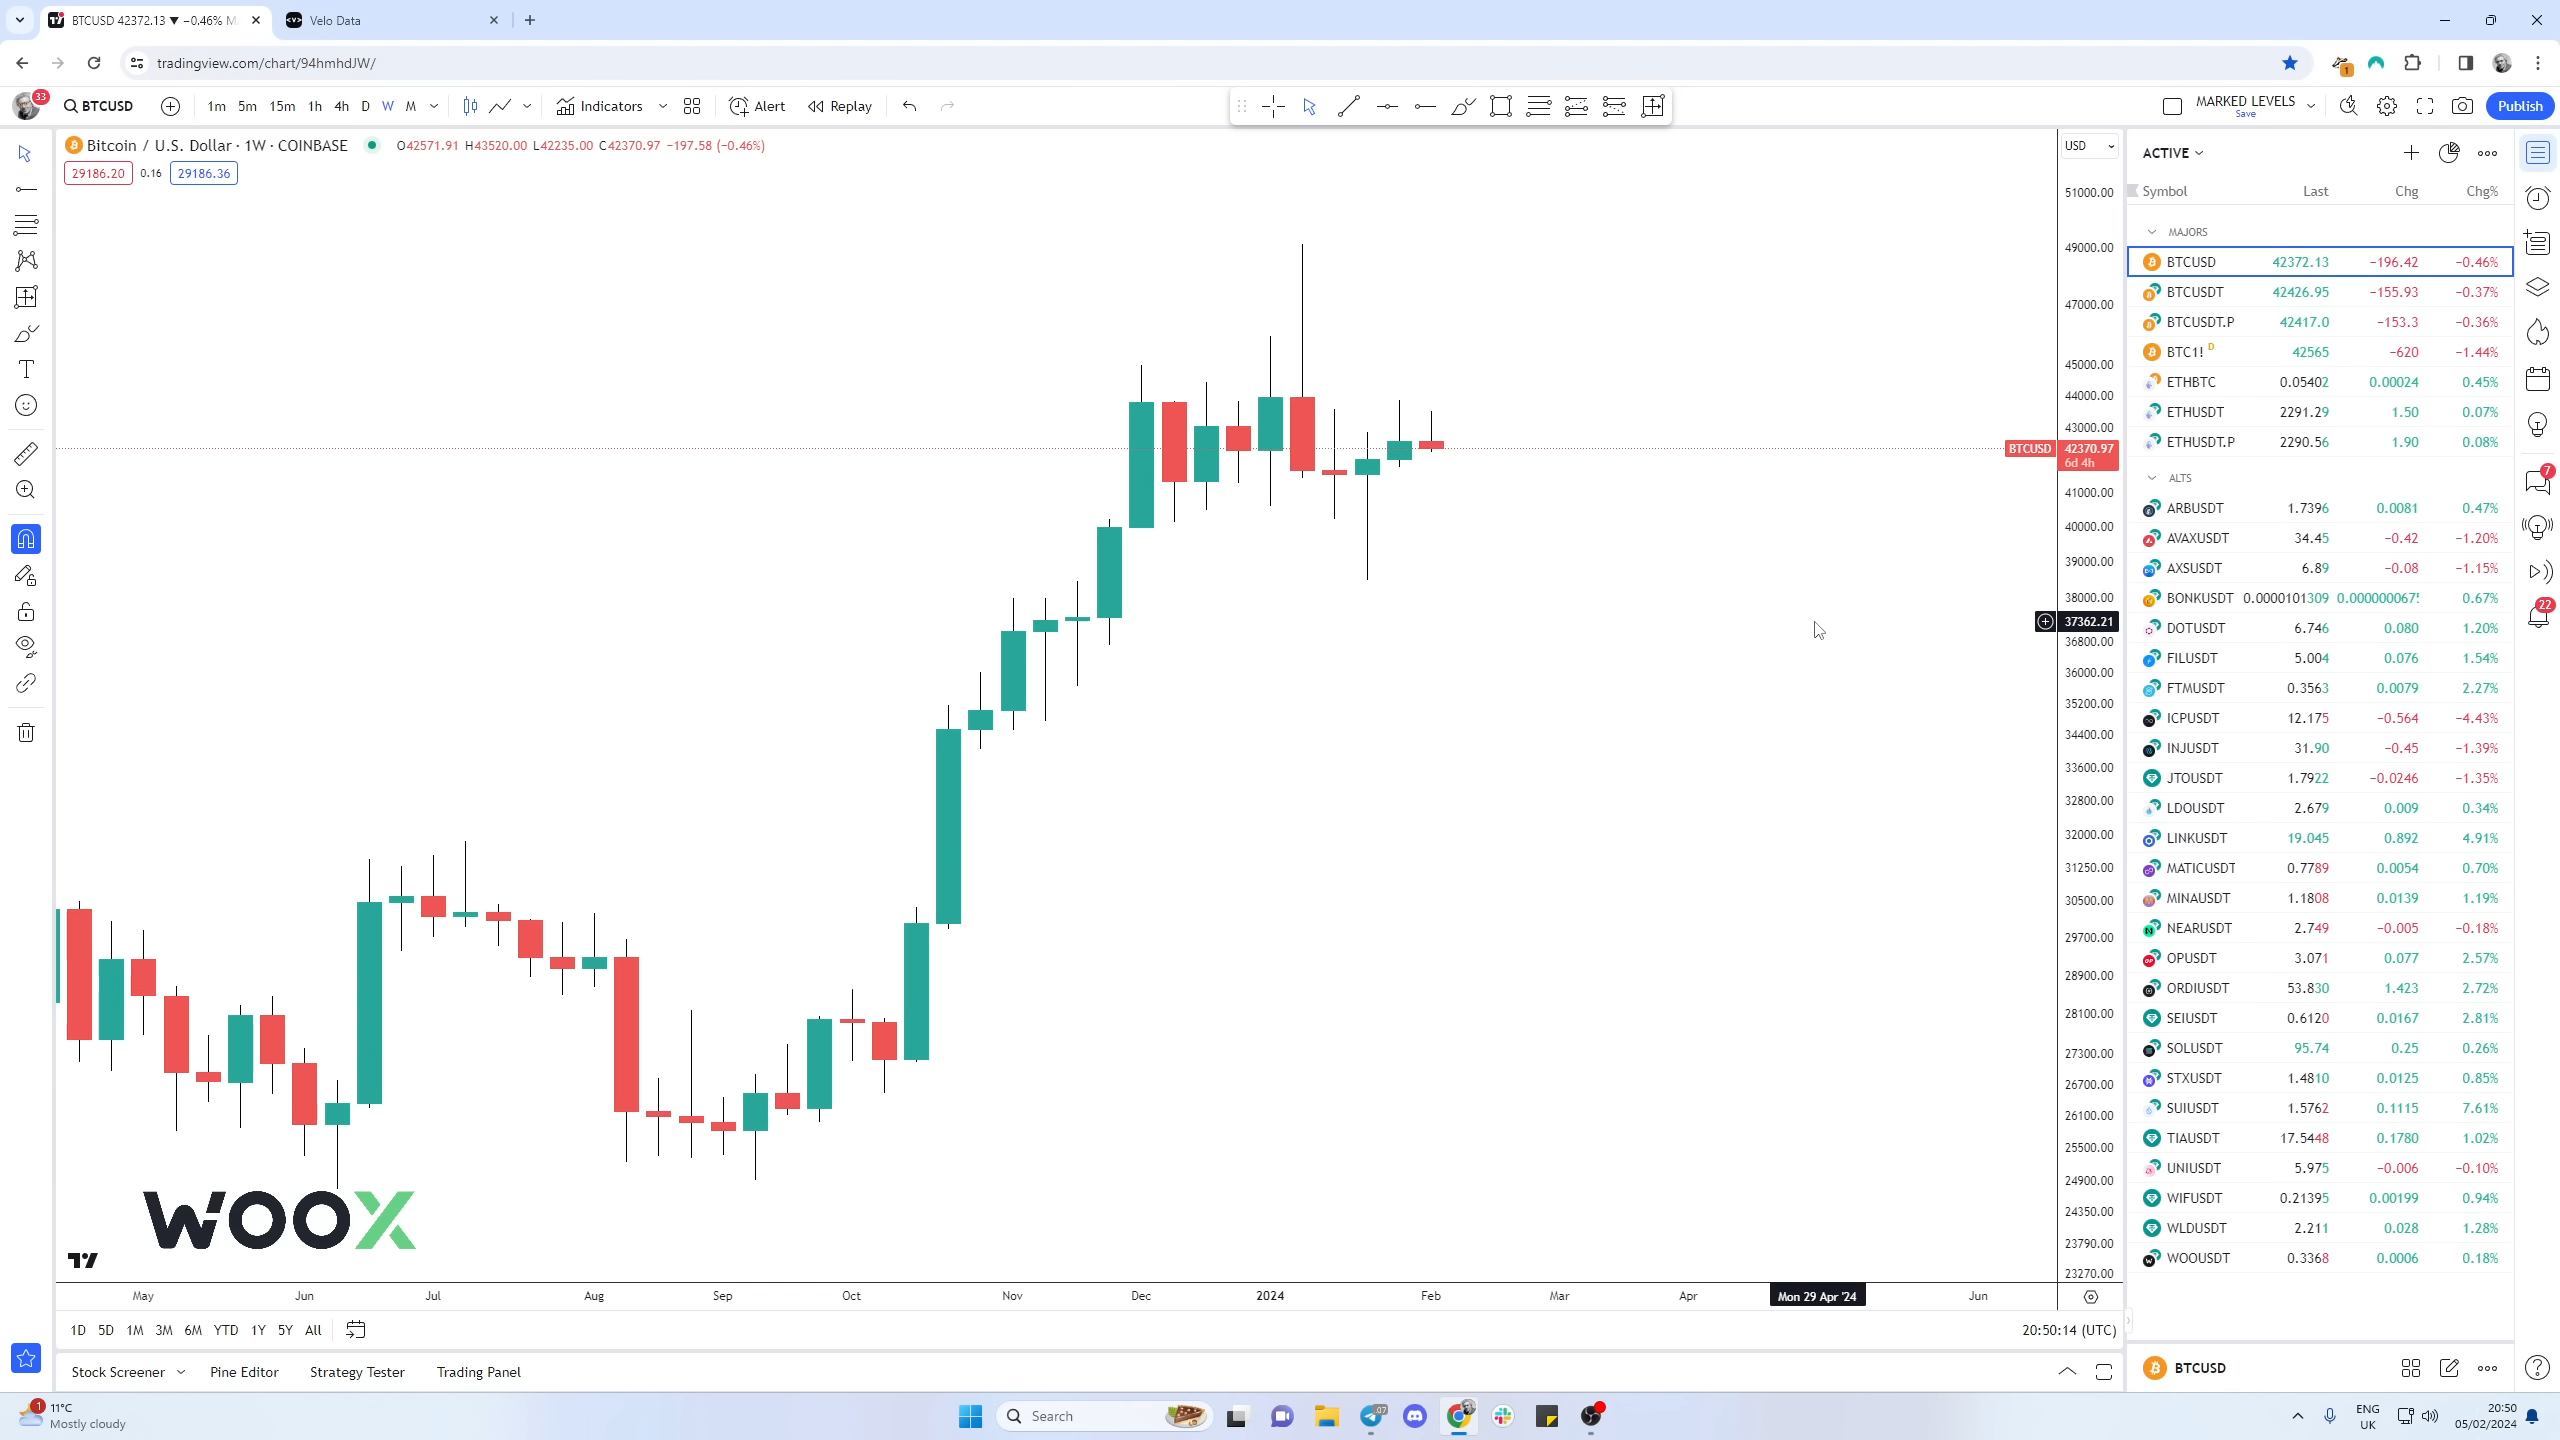 BTCUSD 42372.13 ▼ −0.46% M
Velo Data
tradingview.com/chart/94hmhdJW/
1
33
BTCUSD
1m 5m 15m 1h 4h D W M
Indicators
Alert
Replay
MARKED LEVELS
Save
Publish
Bitcoin / U.S. Dollar · 1W · COINBASE
O42571.91 H43520.00 L42235.00 C42370.97 −197.58 (−0.46%)
29186.20 0.16 29186.36
USD
51000.00
49000.00
47000.00
45000.00
44000.00
43000.00
BTCUSD 42370.97
6d 4h
41000.00
40000.00
39000.00
38000.00
37362.21
36800.00
36000.00
35200.00
34400.00
33600.00
32800.00
32000.00
31250.00
30500.00
29700.00
28900.00
28100.00
27300.00
26700.00
26100.00
25500.00
24900.00
24350.00
23790.00
23270.00
WOOX
May Jun Jul Aug Sep Oct Nov Dec 2024 Feb Mar Apr Mon 29 Apr '24 Jun
1D 5D 1M 3M 6M YTD 1Y 5Y All
20:50:14 (UTC)
Stock Screener Pine Editor Strategy Tester Trading Panel
ACTIVE
Symbol Last Chg Chg%
MAJORS
BTCUSD 42372.13 −196.42 −0.46%
BTCUSDT 42426.95 −155.93 −0.37%
BTCUSDT.P 42417.0 −153.3 −0.36%
BTC1! D 42565 −620 −1.44%
ETHBTC 0.05402 0.00024 0.45%
ETHUSDT 2291.29 1.50 0.07%
ETHUSDT.P 2290.56 1.90 0.08%
ALTS
ARBUSDT 1.7396 0.0081 0.47%
AVAXUSDT 34.45 −0.42 −1.20%
AXSUSDT 6.89 −0.08 −1.15%
BONKUSDT 0.0000101309 0.000000067 0.67%
DOTUSDT 6.746 0.080 1.20%
FILUSDT 5.004 0.076 1.54%
FTMUSDT 0.3563 0.0079 2.27%
ICPUSDT 12.175 −0.564 −4.43%
INJUSDT 31.90 −0.45 −1.39%
JTOUSDT 1.7922 −0.0246 −1.35%
LDOUSDT 2.679 0.009 0.34%
LINKUSDT 19.045 0.892 4.91%
MATICUSDT 0.7789 0.0054 0.70%
MINAUSDT 1.1808 0.0139 1.19%
NEARUSDT 2.749 −0.005 −0.18%
OPUSDT 3.071 0.077 2.57%
ORDIUSDT 53.830 1.423 2.72%
SEIUSDT 0.6120 0.0167 2.81%
SOLUSDT 95.74 0.25 0.26%
STXUSDT 1.4810 0.0125 0.85%
SUIUSDT 1.5762 0.1115 7.61%
TIAUSDT 17.5448 0.1780 1.02%
UNIUSDT 5.975 −0.006 −0.10%
WIFUSDT 0.21395 0.00199 0.94%
WLDUSDT 2.211 0.028 1.28%
WOOUSDT 0.3368 0.0006 0.18%
BTCUSD
7
22
1
11°C
Mostly cloudy
Search
ENG
UK
20:50
05/02/2024